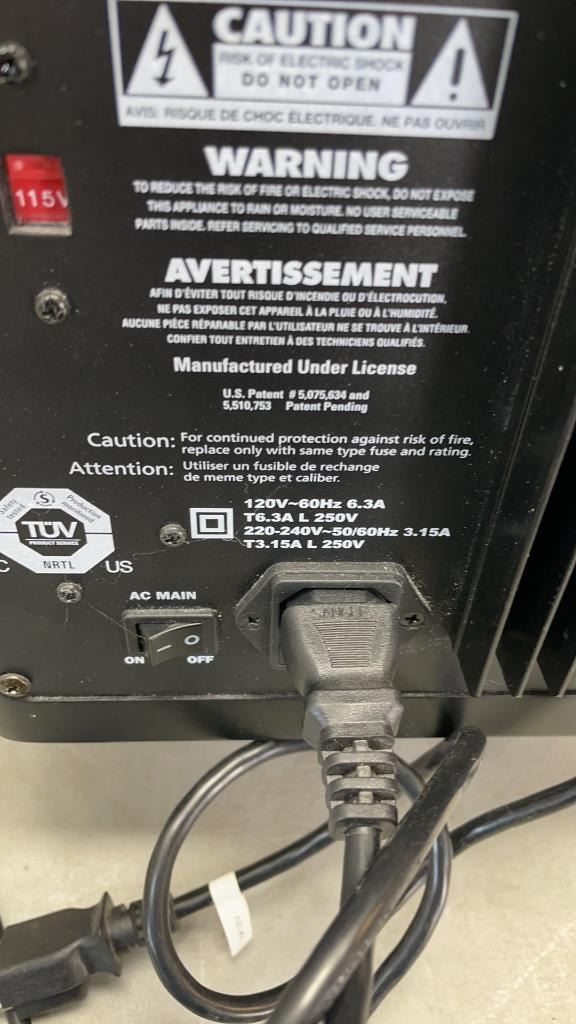 CAUTION
RISK OF ELECTRIC SHOCK
DO NOT OPEN
AVIS: RISQUE DE CHOC ÉLECTRIQUE. NE PAS OUVRIR
115V
WARNING
TO REDUCE THE RISK OF FIRE OR ELECTRIC SHOCK, DO NOT EXPOSE
THIS APPLIANCE TO RAIN OR MOISTURE. NO USER SERVICEABLE
PARTS INSIDE. REFER SERVICING TO QUALIFIED SERVICE PERSONNEL.
AVERTISSEMENT
AFIN D'ÉVITER TOUT RISQUE D'INCENDIE OU D'ÉLECTROCUTION,
NE PAS EXPOSER CET APPAREIL À LA PLUIE OU À L'HUMIDITÉ.
AUCUNE PIÈCE RÉPARABLE PAR L'UTILISATEUR NE SE TROUVE À L'INTÉRIEUR.
CONFIER TOUT ENTRETIEN À DES TECHNICIENS QUALIFIÉS.
Manufactured Under License
U.S. Patent # 5,075,634 and
5,510,753 Patent Pending
Caution: For continued protection against risk of fire,
replace only with same type fuse and rating.
Attention: Utiliser un fusible de rechange
de meme type et caliber.
Safety tested
S
Production monitored
TÜV
PRODUCT SERVICE
NRTL
C US
120V~60Hz 6.3A
T6.3A L 250V
220-240V~50/60Hz 3.15A
T3.15A L 250V
AC MAIN
ON OFF